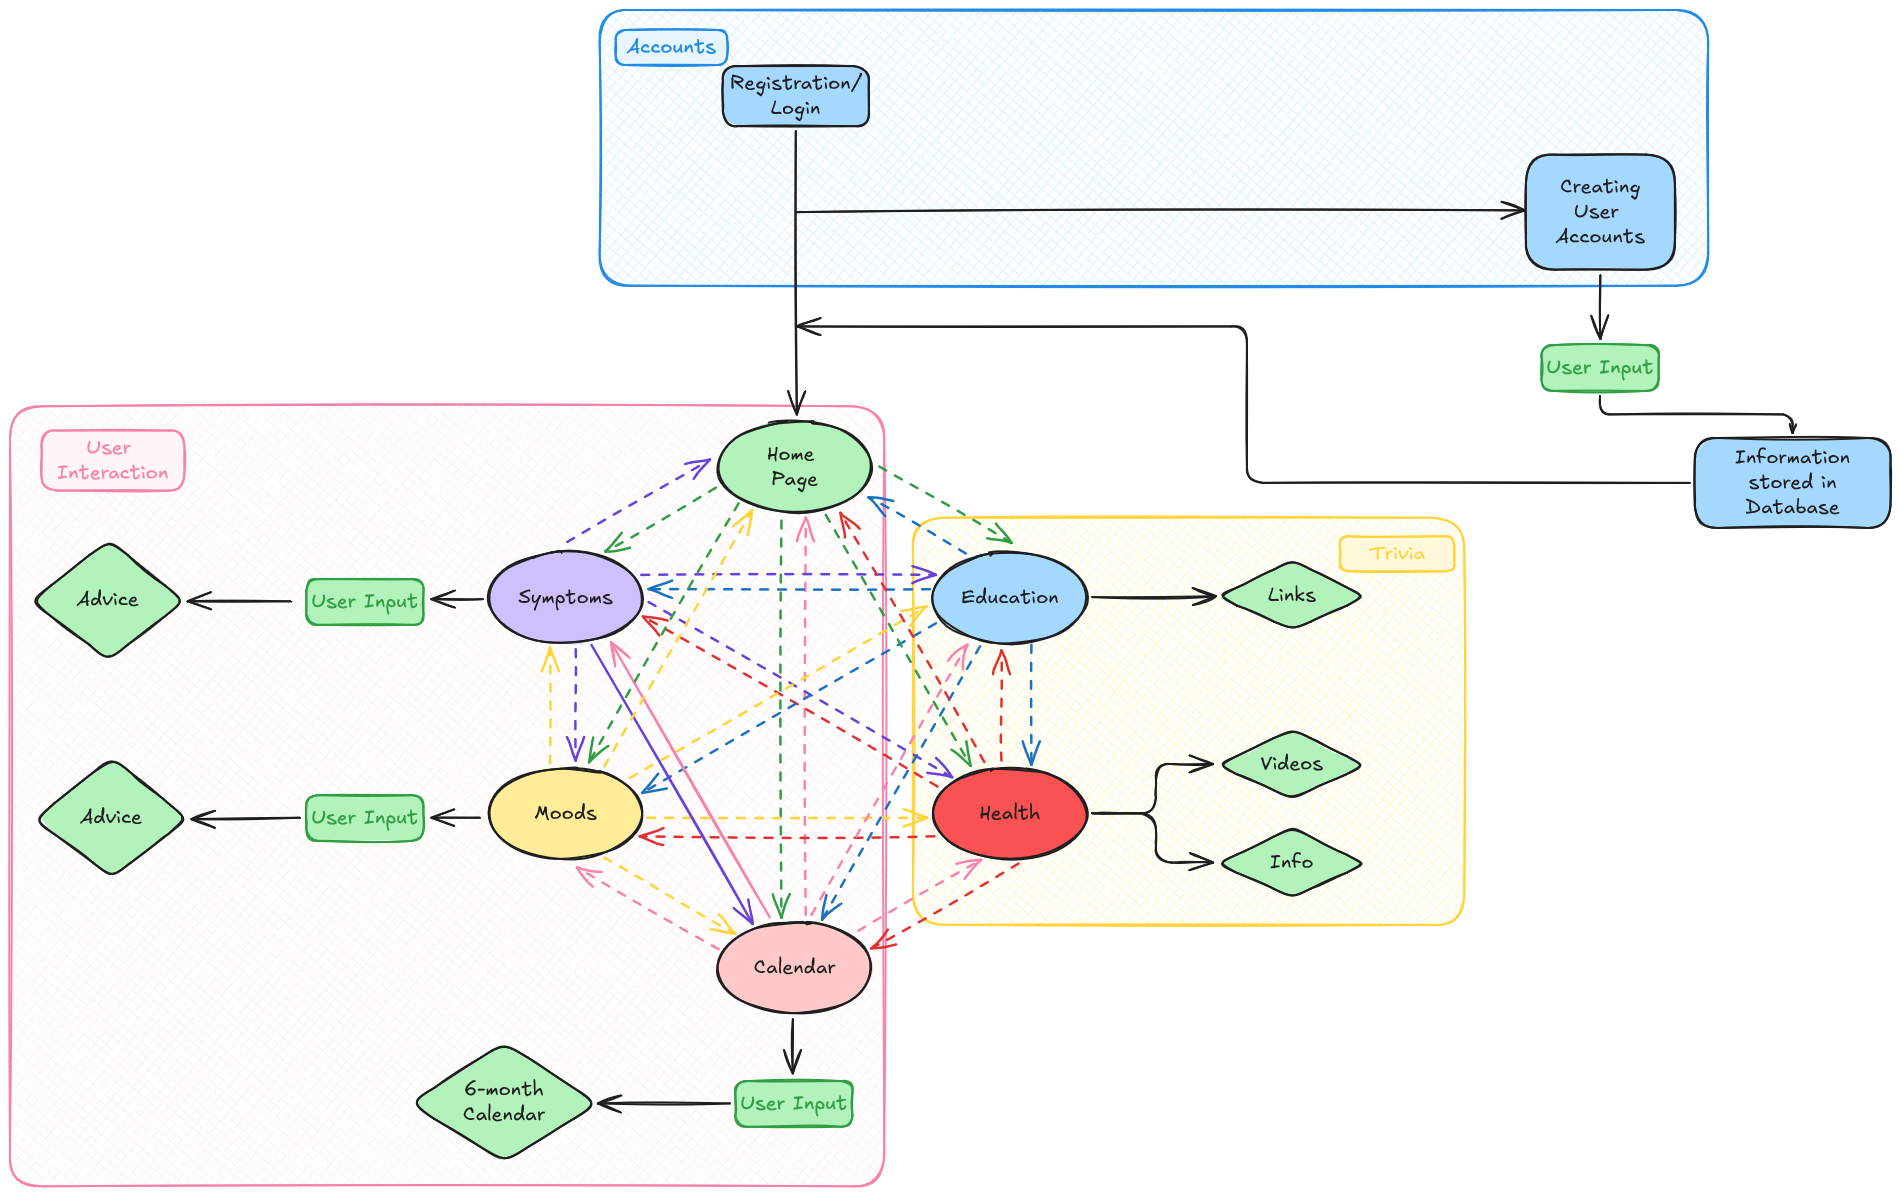 Accounts
Registration/
Login
Creating
User
Accounts
User Input
Information
stored in
Database
User
Interaction
Home
Page
Trivia
Advice
User Input
Symptoms
Education
Links
Advice
User Input
Moods
Health
Videos
Info
Calendar
6-month
Calendar
User Input